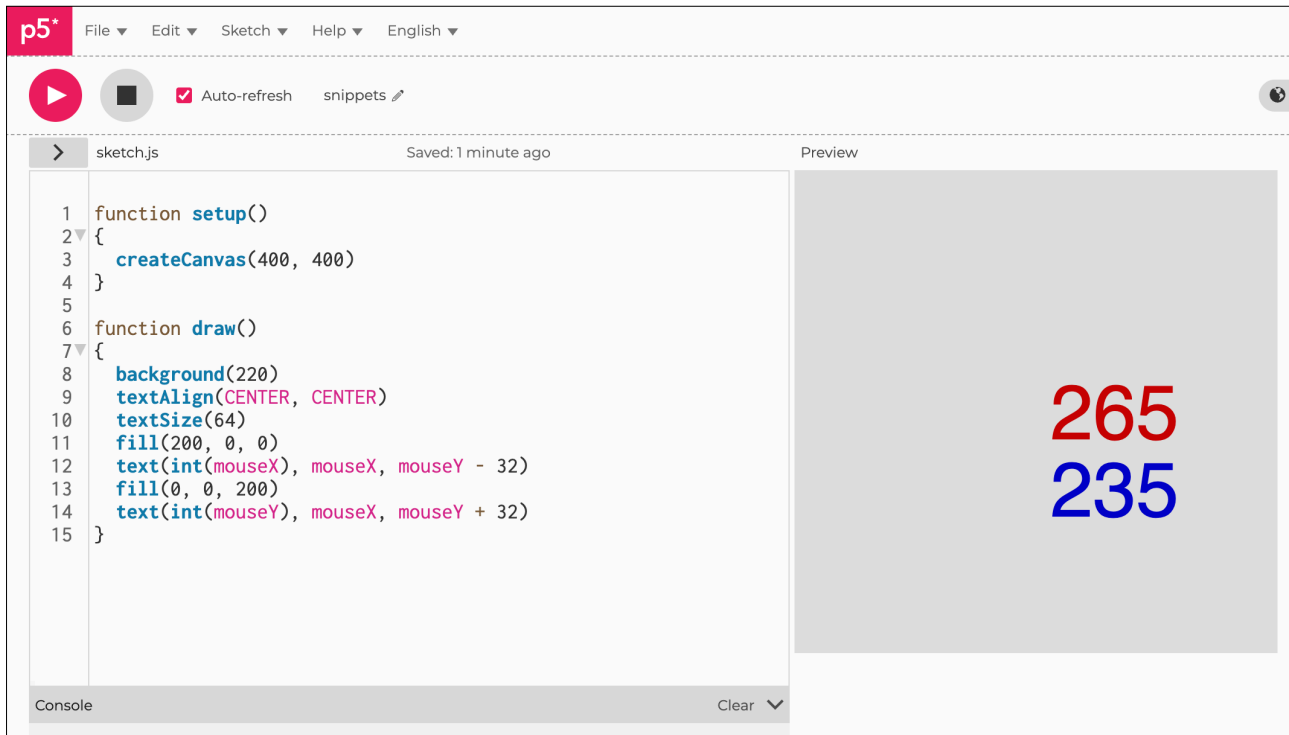 p5* File Edit Sketch Help English
Auto-refresh snippets
sketch.js Saved: 1 minute ago Preview
1 function setup()
2 {
3 createCanvas(400, 400)
4 }
5
6 function draw()
7 {
8 background(220)
9 textAlign(CENTER, CENTER)
10 textSize(64)
11 fill(200, 0, 0)
12 text(int(mouseX), mouseX, mouseY - 32)
13 fill(0, 0, 200)
14 text(int(mouseY), mouseX, mouseY + 32)
15 }
265
235
Console Clear